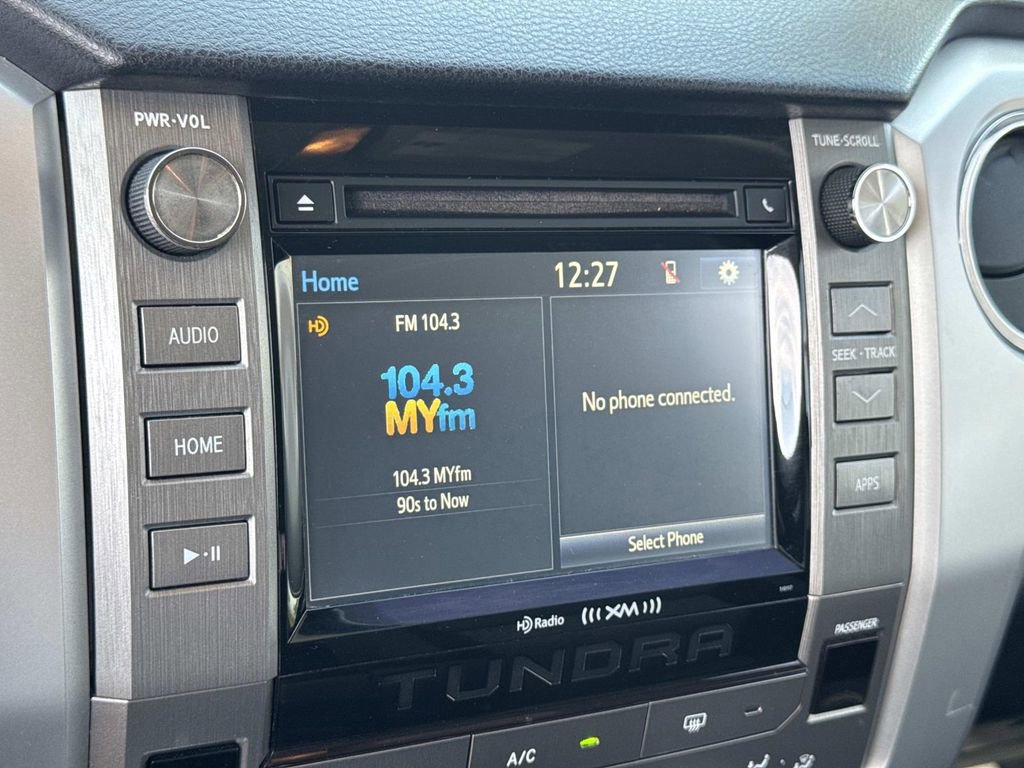 PWR·VOL
TUNE·SCROLL
AUDIO
HOME
Home
12:27
FM 104.3
104.3
MYfm
104.3 MYfm
90s to Now
No phone connected.
Select Phone
SEEK · TRACK
APPS
HD Radio
(((XM)))
TUNDRA
PASSENGER
A/C